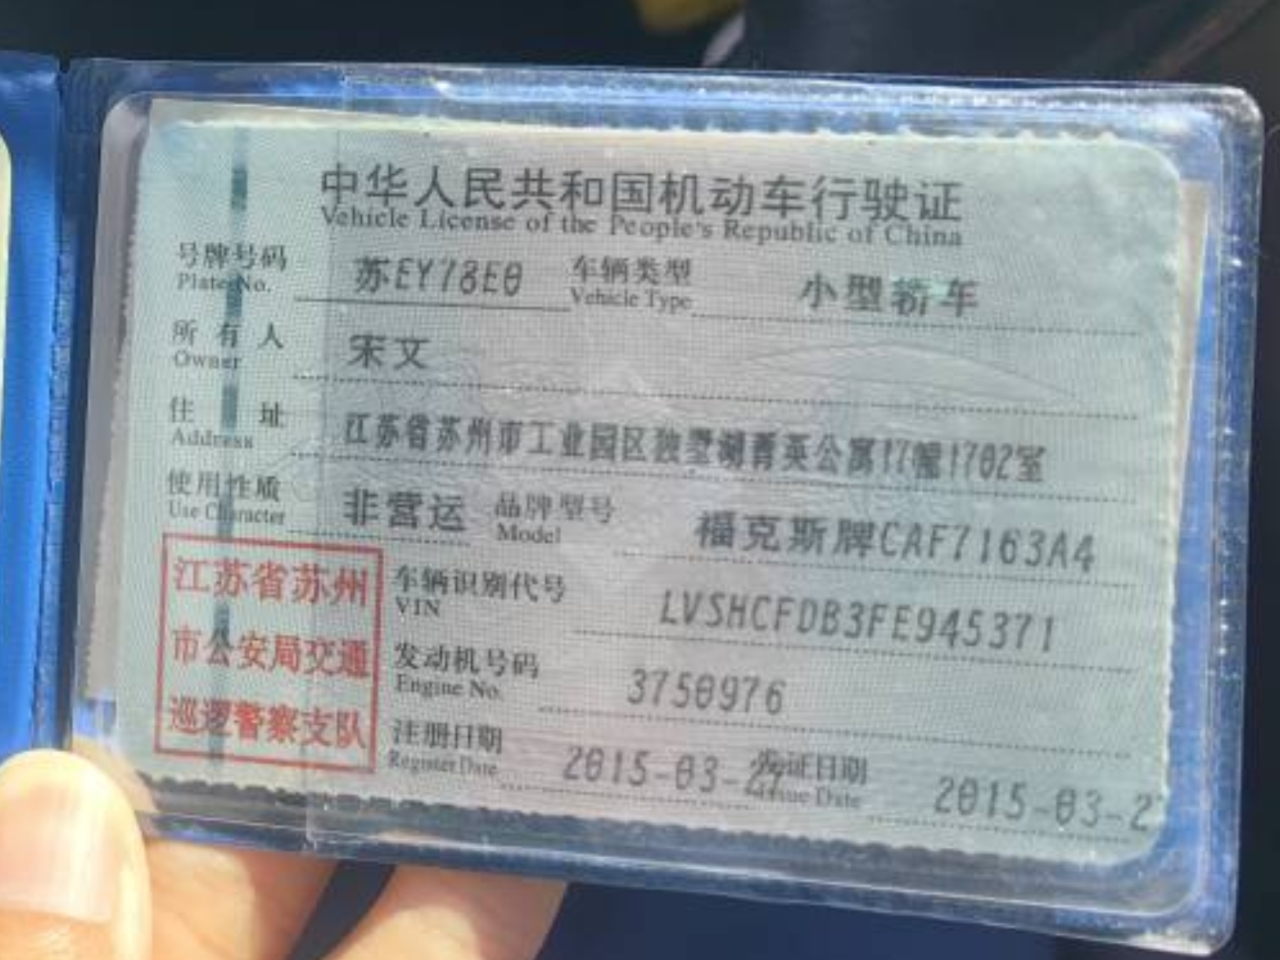 中华人民共和国机动车行驶证
Vehicle License of the People's Republic of China
号牌号码 苏EY78E0 车辆类型 小型轿车
Plate No. Vehicle Type
所有人 宋文
Owner
住址 江苏省苏州市工业园区独墅湖菁英公寓17幢1702室
Address
使用性质 非营运 品牌型号 福克斯牌CAF7163A4
Use Character Model
江苏省苏州
市公安局交通
巡逻警察支队
车辆识别代号 LVSHCFDB3FE945371
VIN
发动机号码 3750976
Engine No.
注册日期 2015-03-27 发证日期 2015-03-27
Register Date Issue Date